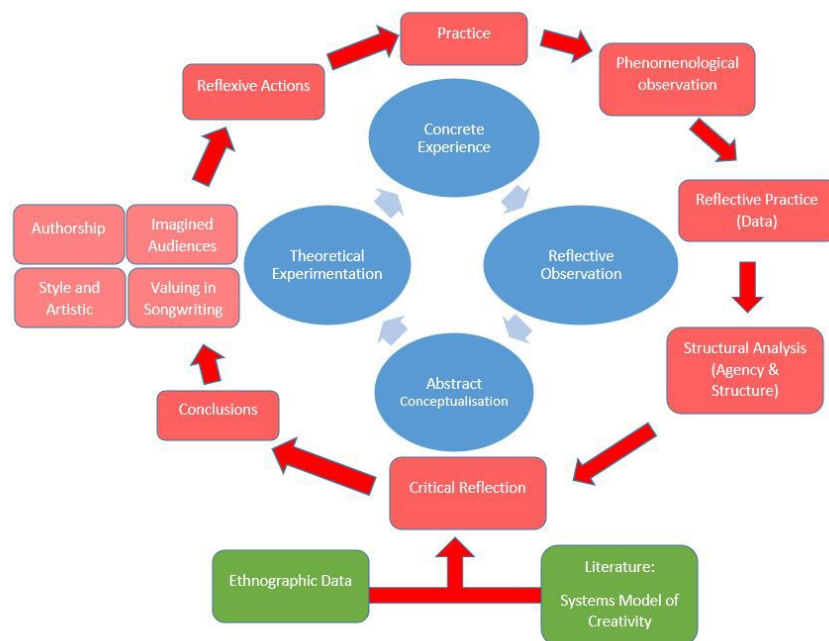 Practice
Phenomenological
observation
Reflexive Actions
Concrete
Experience
Reflective Practice
(Data)
Authorship
Imagined
Audiences
Style and
Artistic
Valuing in
Songwriting
Theoretical
Experimentation
Reflective
Observation
Structural Analysis
(Agency &
Structure)
Abstract
Conceptualisation
Conclusions
Critical Reflection
Ethnographic Data
Literature:
Systems Model of
Creativity